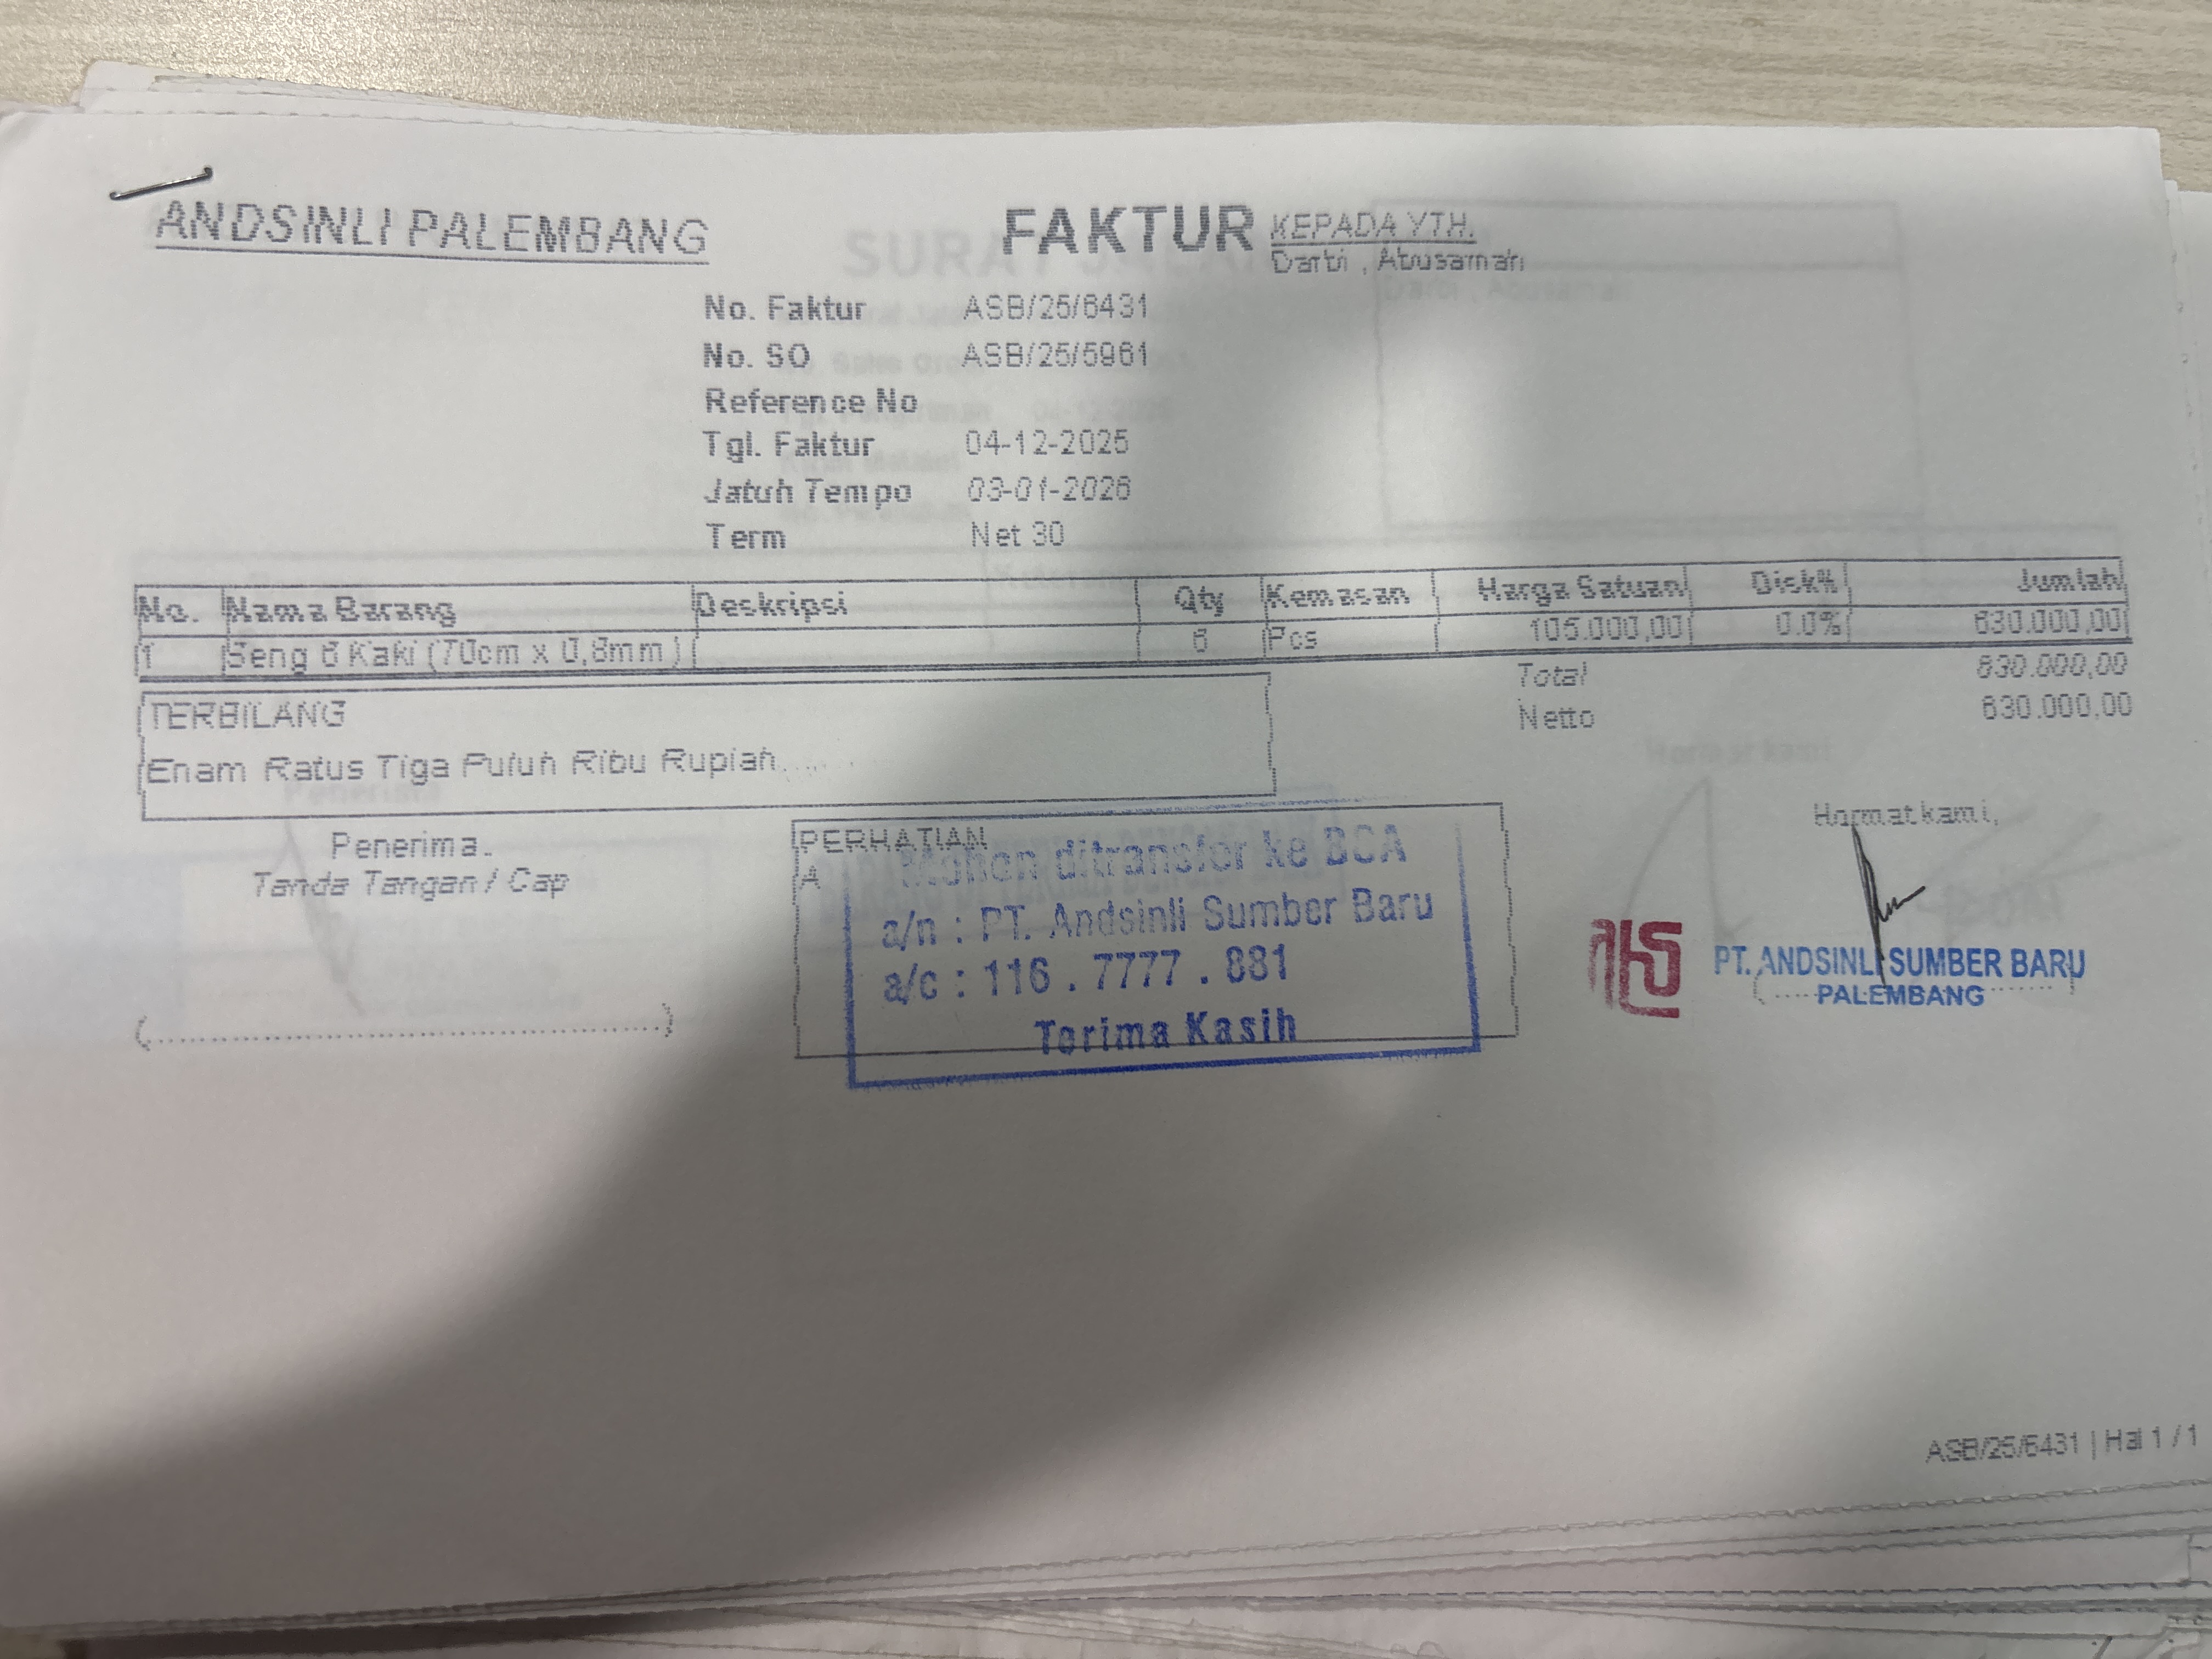 ANDSINLI PALEMBANG
FAKTUR
KEPADA YTH.
Darbi , Abusamah
No. Faktur ASB/25/6431
No. SO ASB/25/5961
Reference No
Tgl. Faktur 04-12-2025
Jatuh Tempo 03-01-2026
Term Net 30
No. Nama Barang Deskripsi Qty Kemasan Harga Satuan Disk% Jumlah
1 Seng 6 Kaki (70cm x 0,8mm) 6 Pcs 105.000,00 0.0% 630.000,00
Total 630.000,00
Netto 630.000,00
TERBILANG
Enam Ratus Tiga Puluh Ribu Rupiah
Penerima.
Tanda Tangan / Cap
(..............................................)
PERHATIAN
A
Mohon ditransfer ke BCA
a/n : PT. Andsinli Sumber Baru
a/c : 116 . 7777 . 881
Terima Kasih
Hormat kami,
PT. ANDSINLI SUMBER BARU
PALEMBANG
ASB/25/6431 | Hal 1 / 1